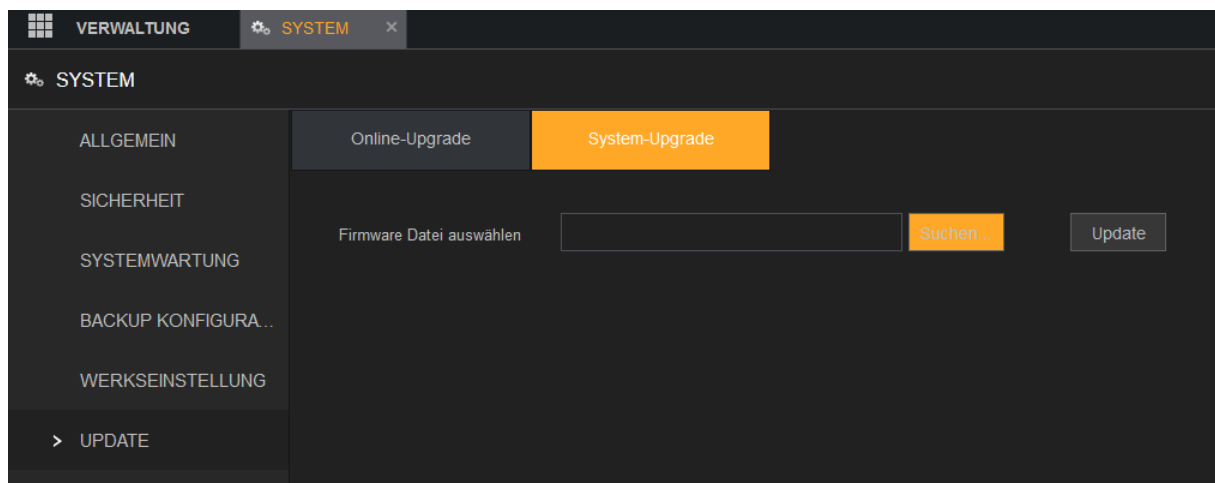 VERWALTUNG SYSTEM ×
SYSTEM
ALLGEMEIN
Online-Upgrade System-Upgrade
SICHERHEIT
Firmware Datei auswählen Suchen... Update
SYSTEMWARTUNG
BACKUP KONFIGURA...
WERKSEINSTELLUNG
> UPDATE